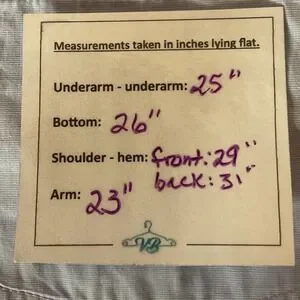 Measurements taken in inches lying flat.
Underarm - underarm: 25"
Bottom: 26"
Shoulder - hem: front: 29"
back: 31"
Arm: 23"
VB